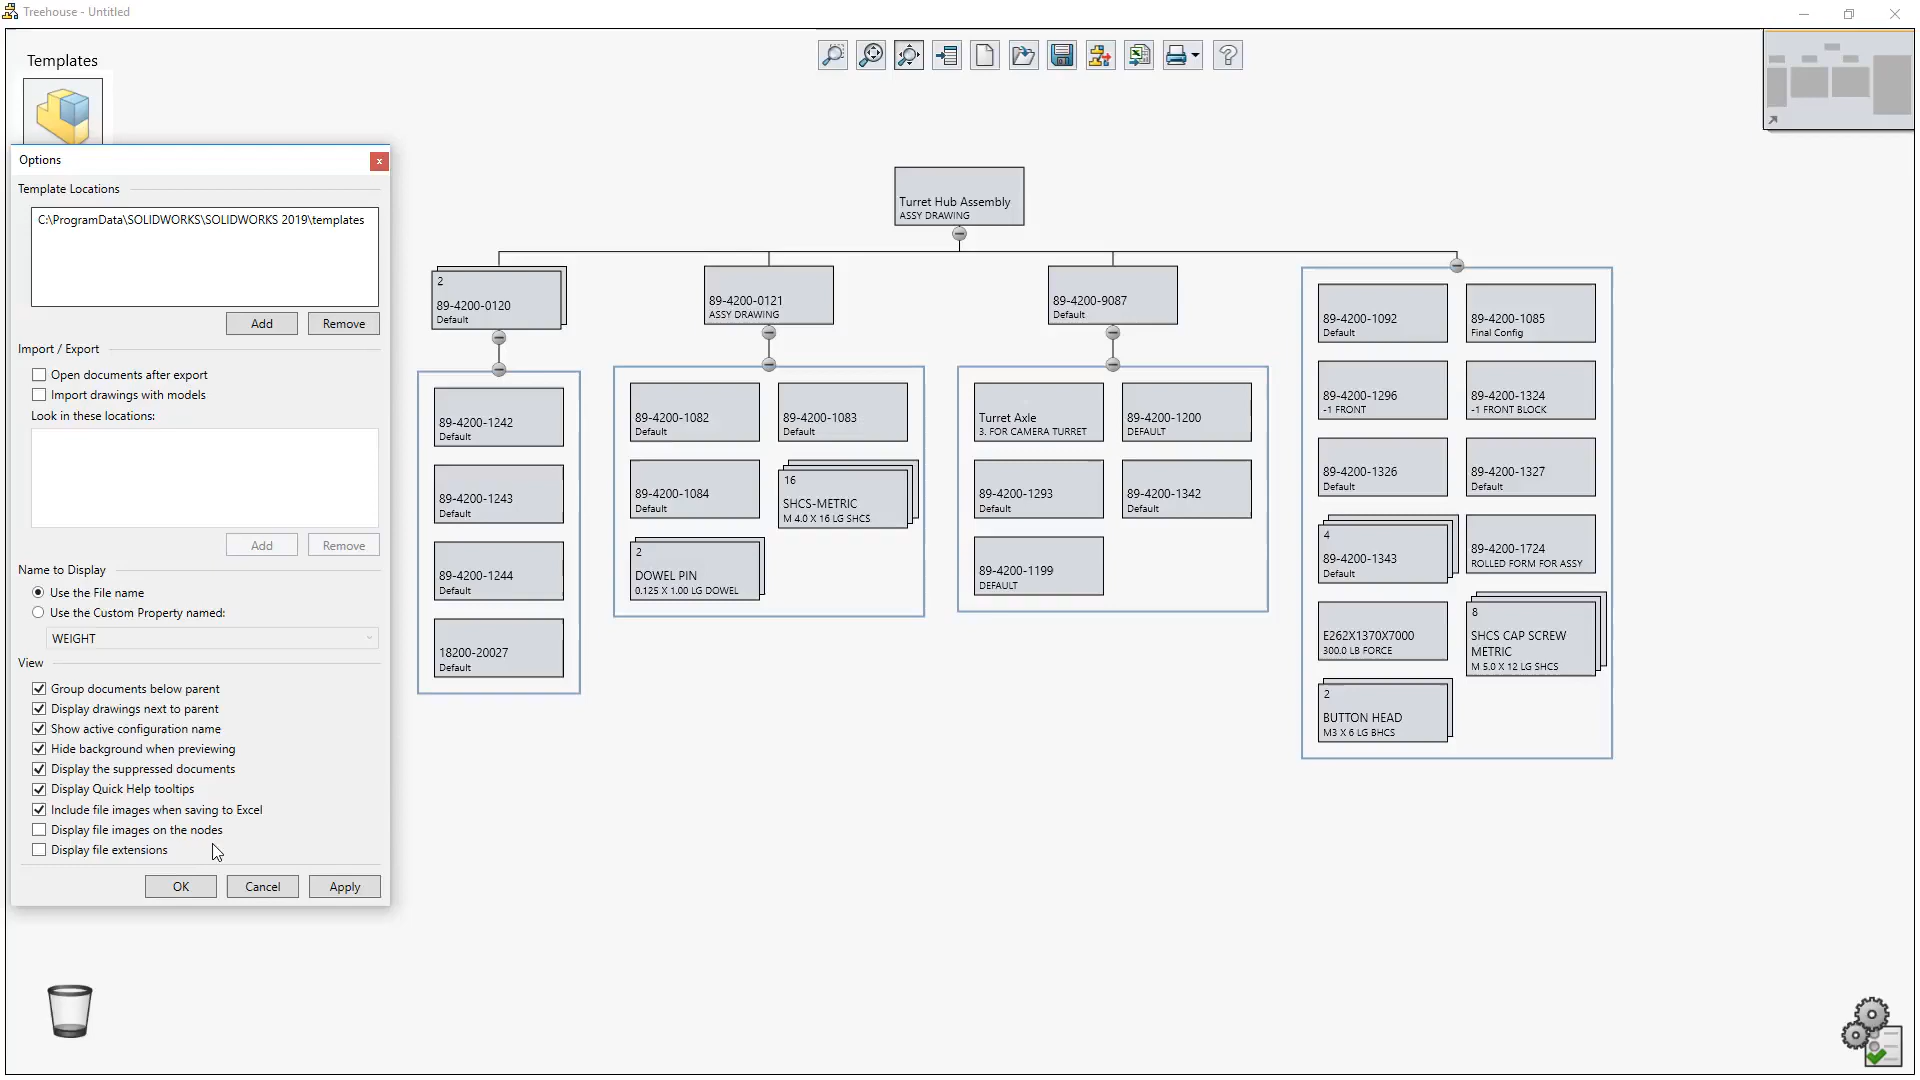 Treehouse - Untitled
Templates
Options
Template Locations
C:\ProgramData\SOLIDWORKS\SOLIDWORKS 2019\templates
Add
Remove
Import / Export
Open documents after export
Import drawings with models
Look in these locations:
Add
Remove
Name to Display
Use the File name
Use the Custom Property named:
WEIGHT
View
Group documents below parent
Display drawings next to parent
Show active configuration name
Hide background when previewing
Display the suppressed documents
Display Quick Help tooltips
Include file images when saving to Excel
Display file images on the nodes
Display file extensions
OK
Cancel
Apply
Turret Hub Assembly
ASSY DRAWING
2
89-4200-0120
Default
89-4200-1242
Default
89-4200-1243
Default
89-4200-1244
Default
18200-20027
Default
89-4200-0121
ASSY DRAWING
89-4200-1082
Default
89-4200-1083
Default
89-4200-1084
Default
16
SHCS-METRIC
M 4.0 X 16 LG SHCS
2
DOWEL PIN
0.125 X 1.00 LG DOWEL
89-4200-9087
Default
Turret Axle
3. FOR CAMERA TURRET
89-4200-1200
DEFAULT
89-4200-1293
Default
89-4200-1342
Default
89-4200-1199
DEFAULT
89-4200-1092
Default
89-4200-1085
Final Config
89-4200-1296
-1 FRONT
89-4200-1324
-1 FRONT BLOCK
89-4200-1326
Default
89-4200-1327
Default
4
89-4200-1343
Default
89-4200-1724
ROLLED FORM FOR ASSY
E262X1370X7000
300.0 LB FORCE
8
SHCS CAP SCREW
METRIC
M 5.0 X 12 LG SHCS
2
BUTTON HEAD
M3 X 6 LG BHCS